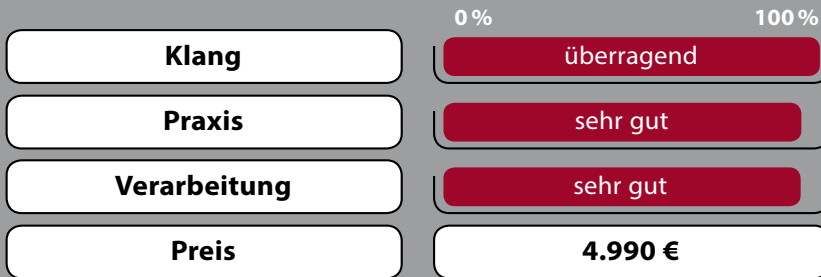 0 % 100 %
Klang überragend
Praxis sehr gut
Verarbeitung sehr gut
Preis 4.990 €